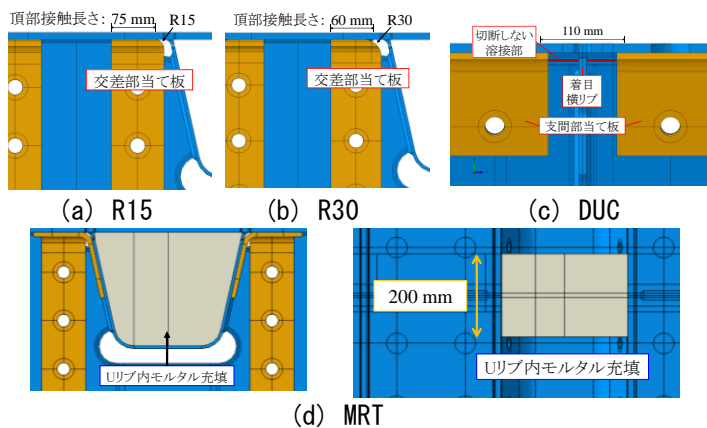 頂部接触長さ: 75 mm R15
交差部当て板
(a) R15
頂部接触長さ: 60 mm R30
交差部当て板
(b) R30
110 mm
切断しない
溶接部
着目
横リブ
支間部当て板
(c) DUC
Uリブ内モルタル充填
200 mm
Uリブ内モルタル充填
(d) MRT